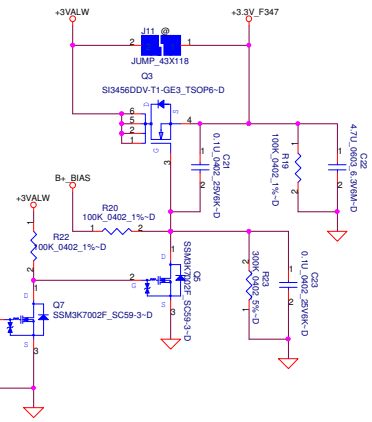 +3VALW
+3.3V_F347
J11 @
2
1
JUMP_43X118
Q3
SI3456DDV-T1-GE3_TSOP6~D
6
5
2
1
D
S
G
4
3
1
2
C21
0.1U_0402_25V6K~D
1
2
R19
100K_0402_1%~D
1
2
C22
4.7U_0603_6.3V6M~D
B+_BIAS
+3VALW
R20
100K_0402_1%~D
1
2
R22
100K_0402_1%~D
1
2
D
G
S
1
2
3
Q5
SSM3K7002F_SC59-3~D
2
1
R23
300K_0402_5%~D
1
2
C23
0.1U_0402_25V6K~D
Q7
SSM3K7002F_SC59-3~D
D
S
1
3